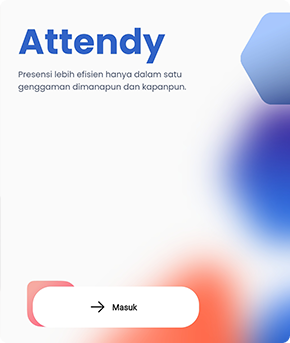 Attendy
Presensi lebih efisien hanya dalam satu
genggaman dimanapun dan kapanpun.
Masuk